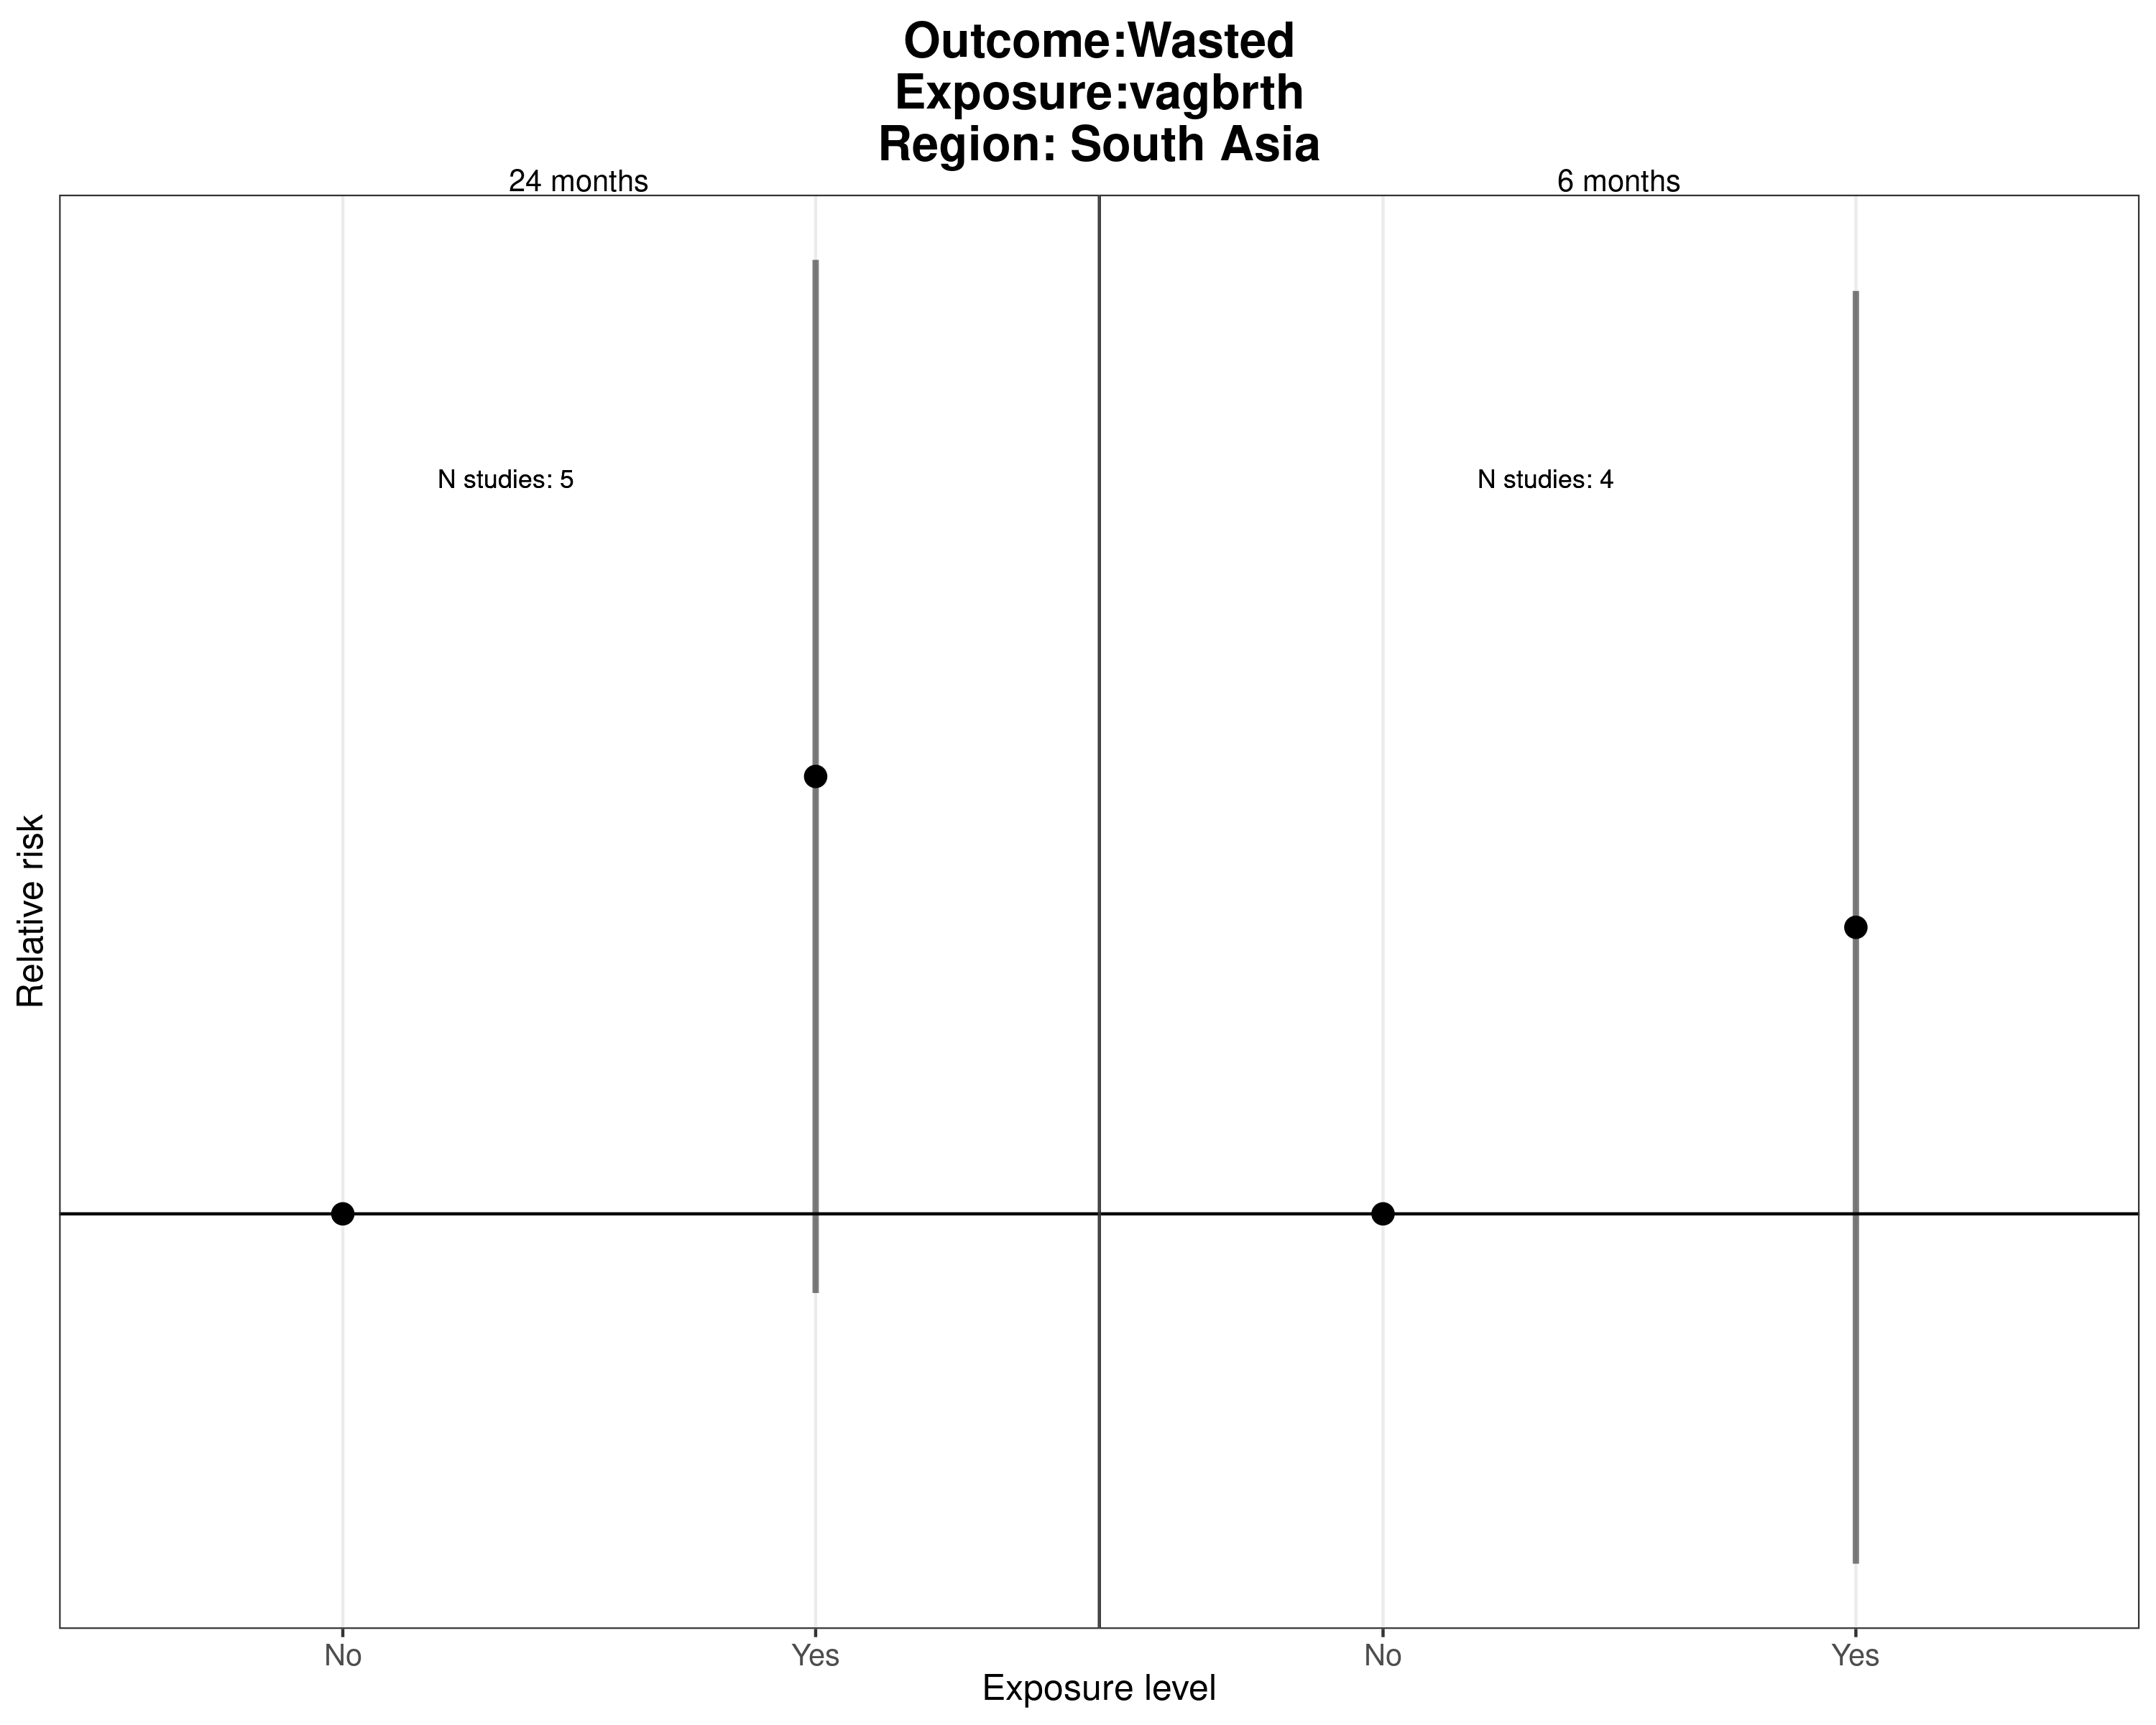 Outcome:Wasted
Exposure:vagbrth
Region: South Asia
24 months
6 months
N studies: 5
N studies: 4
Relative risk
No
Yes
No
Yes
Exposure level